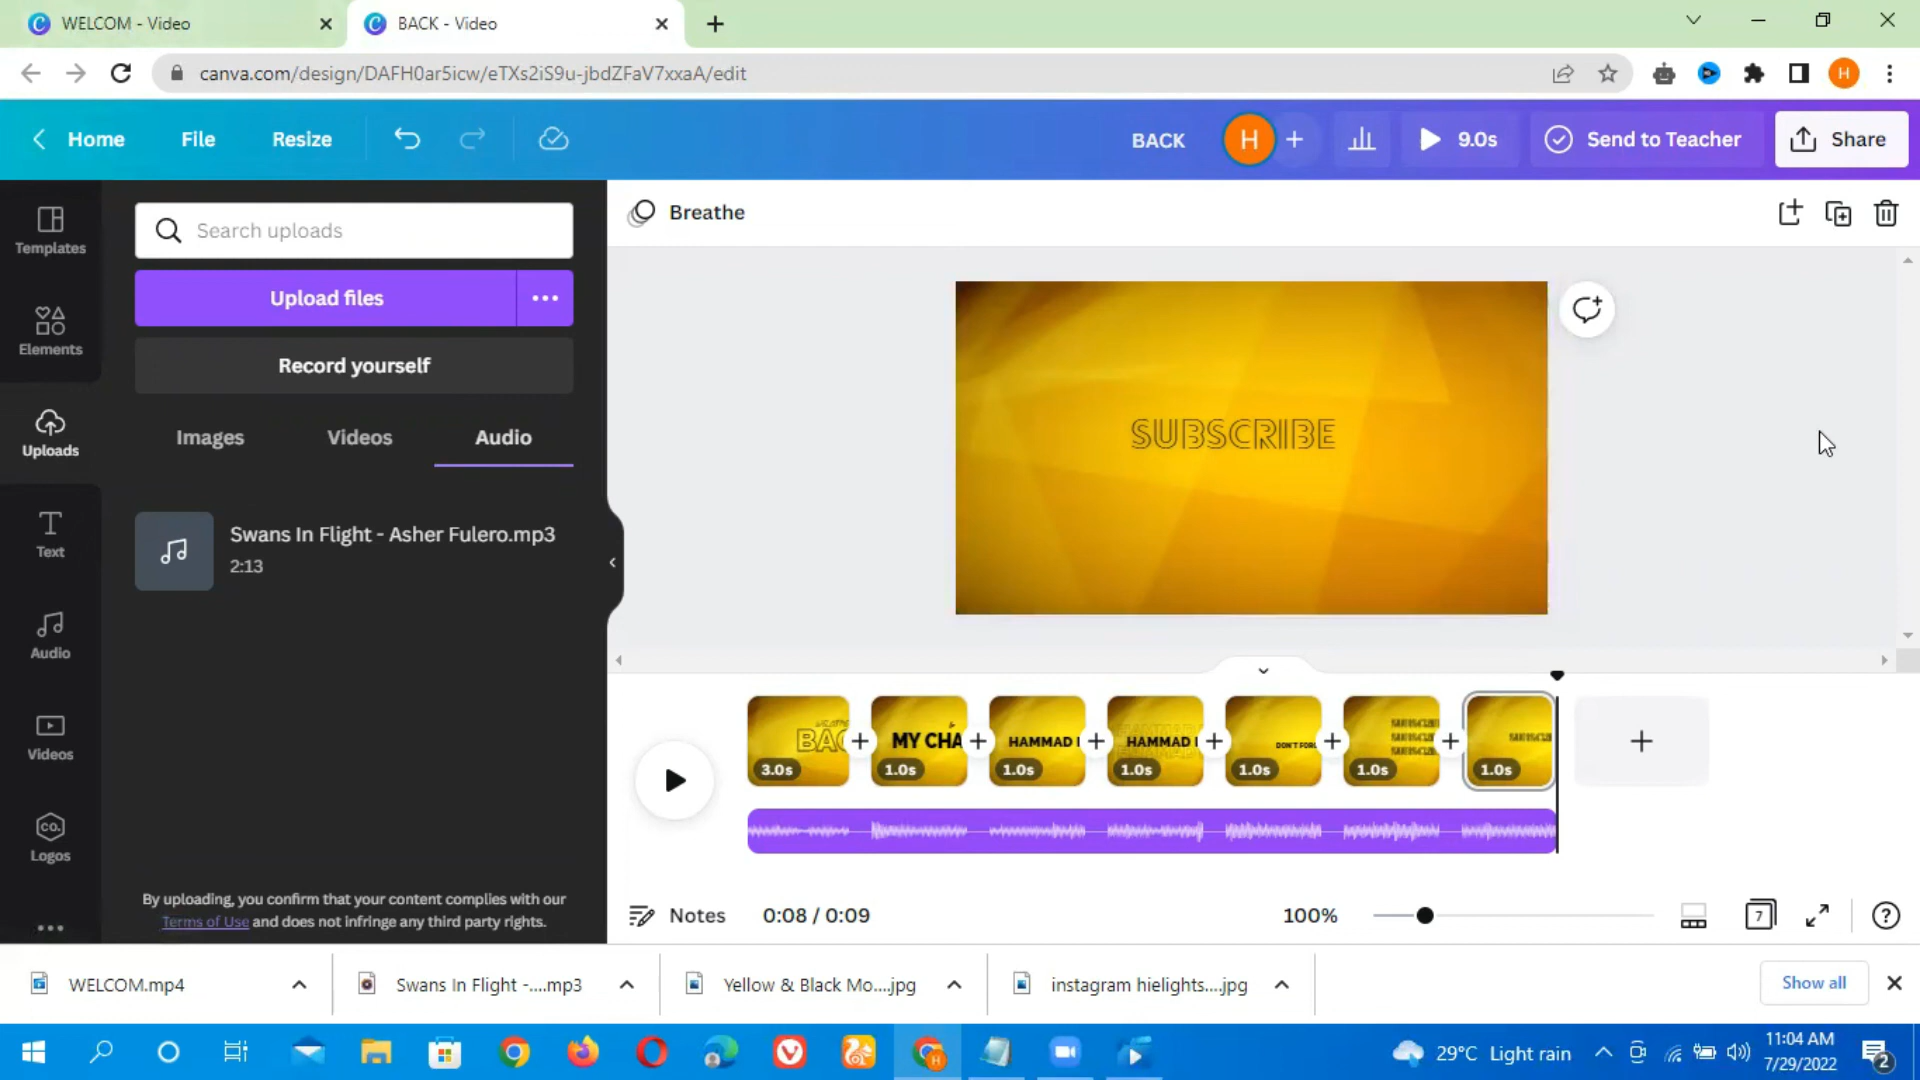 WELCOM - Video
BACK - Video
canva.com/design/DAFH0ar5icw/eTXs2iS9u-jbdZFaV7xxaA/edit
H
Home
File
Resize
BACK
H
9.0s
Send to Teacher
Share
Templates
Elements
Uploads
Text
Audio
Videos
Logos
CO.
Search uploads
Upload files
Record yourself
Images
Videos
Audio
Swans In Flight - Asher Fulero.mp3
2:13
By uploading, you confirm that your content complies with our
Terms of Use and does not infringe any third party rights.
Breathe
SUBSCRIBE
3.0s
MY CHA
1.0s
HAMMAD
1.0s
HAMMAD
1.0s
DON'T FOR
1.0s
1.0s
1.0s
Notes
0:08 / 0:09
100%
7
WELCOM.mp4
Swans In Flight -....mp3
Yellow & Black Mo....jpg
instagram hielights....jpg
Show all
29°C Light rain
11:04 AM
7/29/2022
2